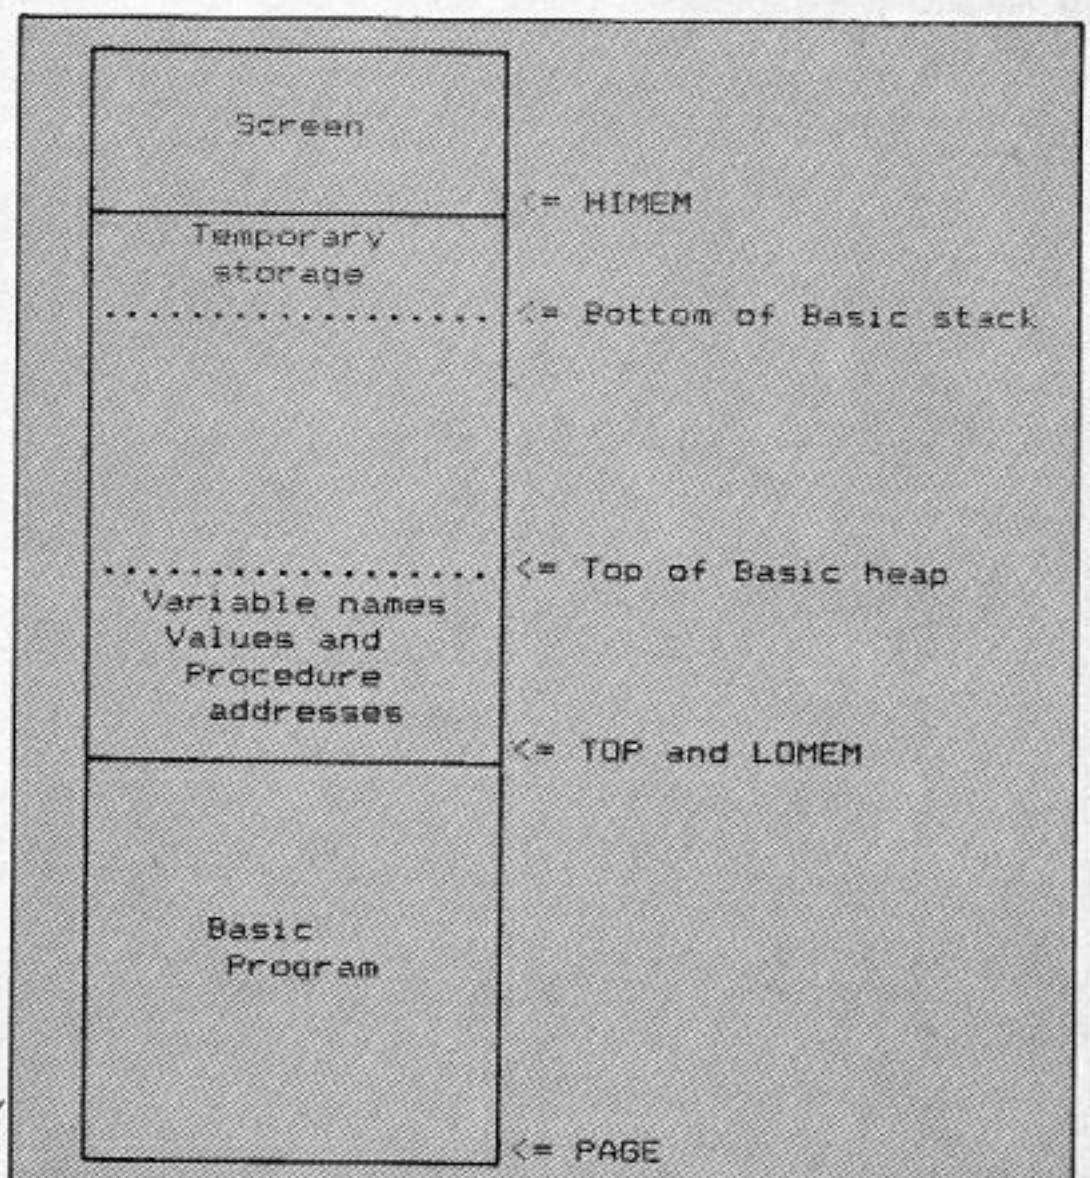 Screen
<= HIMEM
Temporary
storage
<= Bottom of Basic stack
<= Top of Basic heap
Variable names
Values and
Procedure
addresses
<= TOP and LOMEM
Basic
Program
<= PAGE